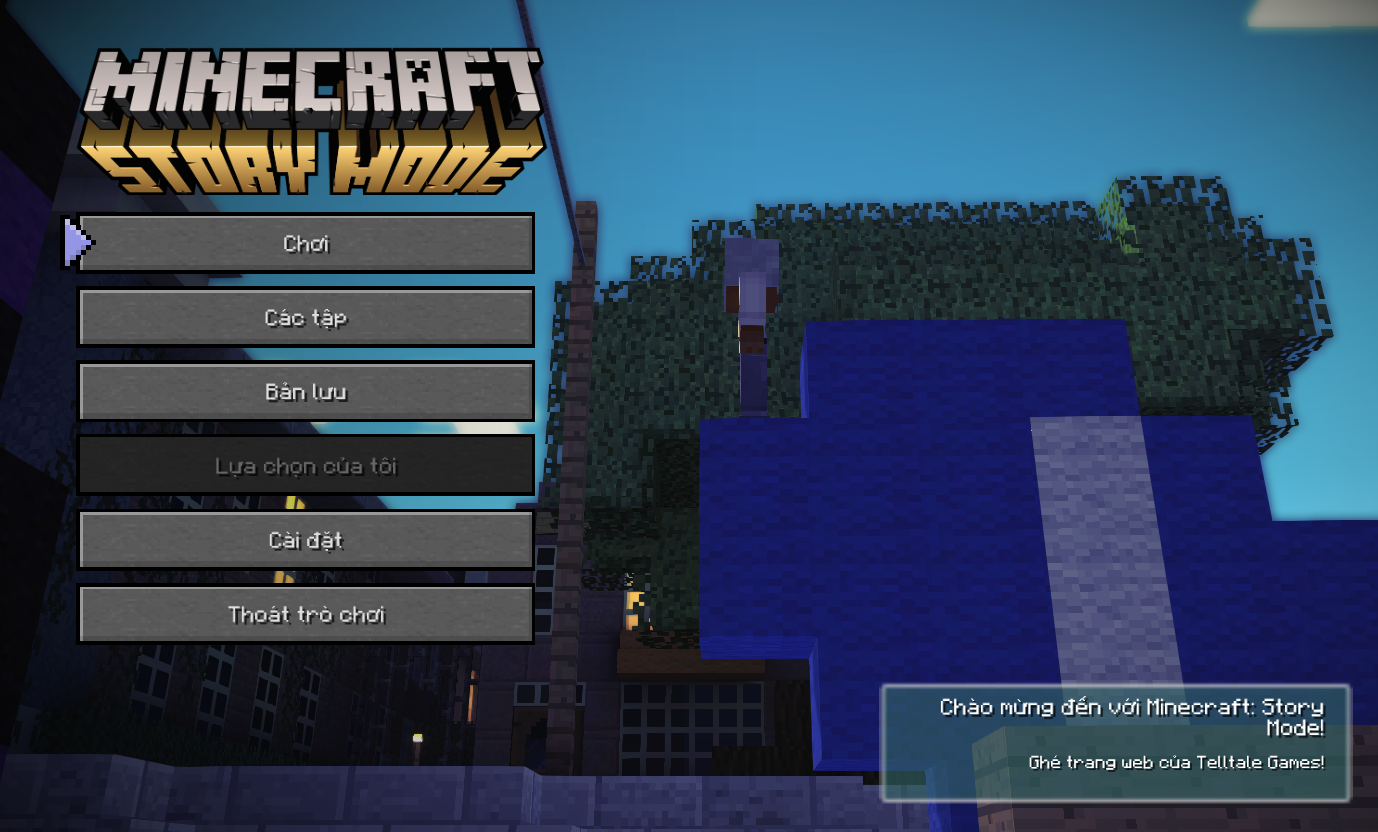 MINECRAFT
STORY MODE
Chơi
Các tập
Bản lưu
Lựa chọn của tôi
Cài đặt
Thoát trò chơi
Chào mừng đến với Minecraft: Story
Mode!
Ghé trang web của Telltale Games!